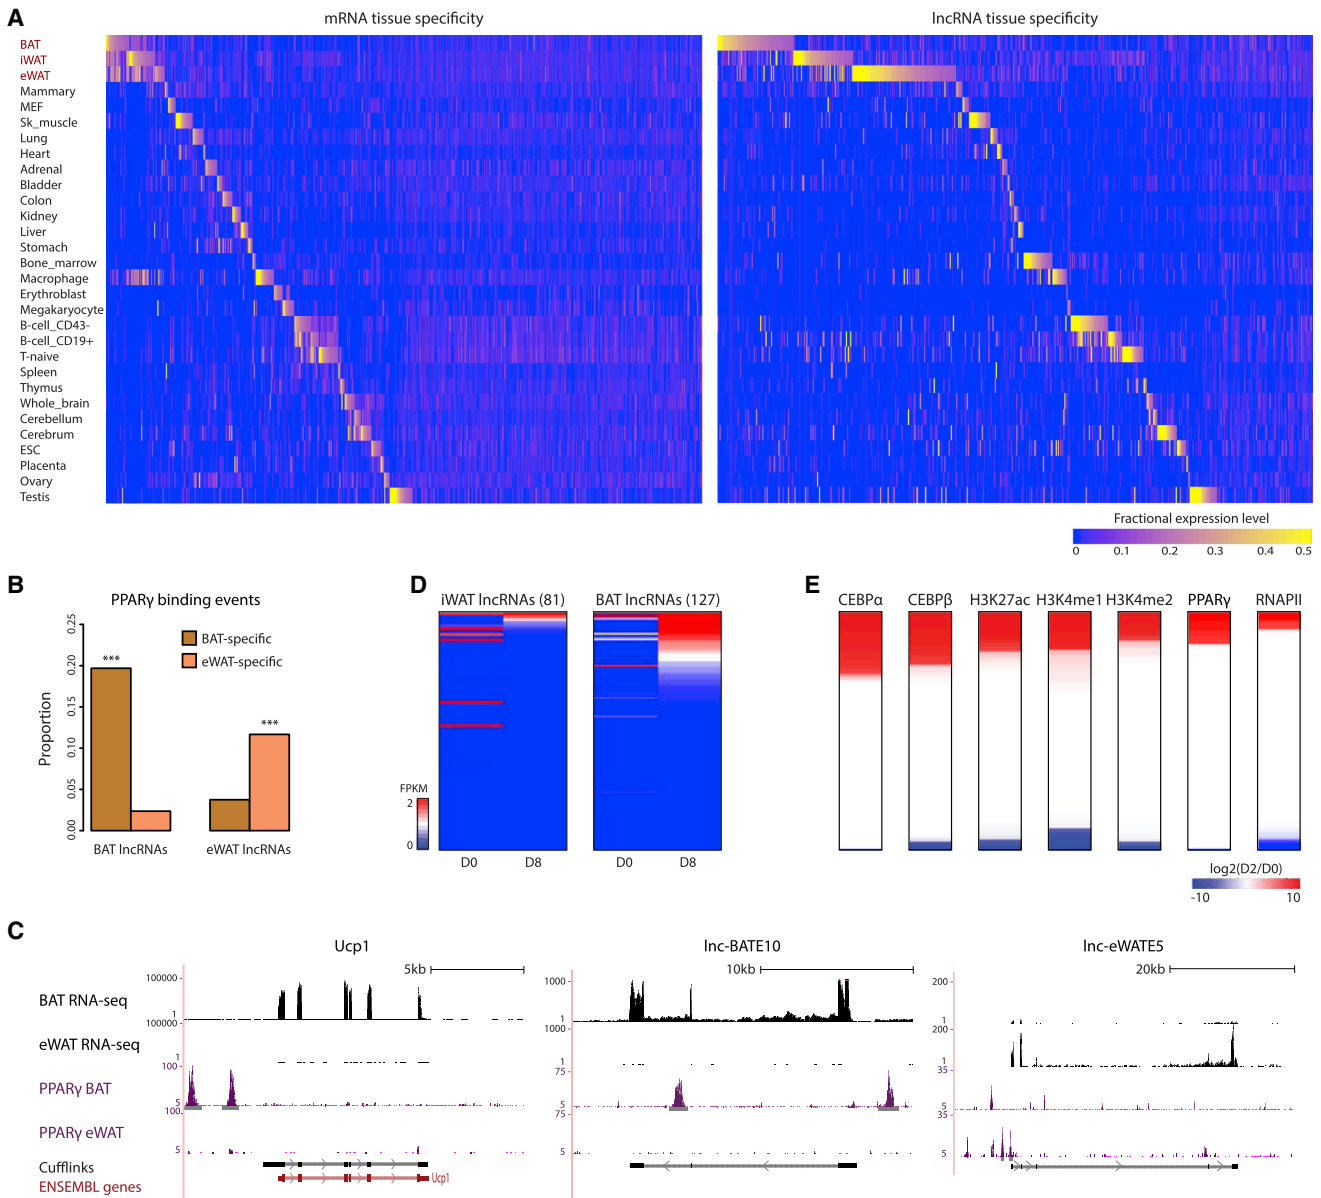 A
mRNA tissue specificity
lncRNA tissue specificity
BAT
iWAT
eWAT
Mammary
MEF
Sk_muscle
Lung
Heart
Adrenal
Bladder
Colon
Kidney
Liver
Stomach
Bone_marrow
Macrophage
Erythroblast
Megakaryocyte
B-cell_CD43-
B-cell_CD19+
T-naive
Spleen
Thymus
Whole_brain
Cerebellum
Cerebrum
ESC
Placenta
Ovary
Testis
Fractional expression level
0 0.1 0.2 0.3 0.4 0.5
B
PPARγ binding events
BAT-specific
eWAT-specific
Proportion
0.25
0.20
0.15
0.10
0.05
0.00
***
***
BAT lncRNAs
eWAT lncRNAs
D
iWAT lncRNAs (81)
BAT lncRNAs (127)
FPKM
2
0
D0 D8
D0 D8
E
CEBPα
CEBPβ
H3K27ac
H3K4me1
H3K4me2
PPARγ
RNAPII
log2(D2/D0)
-10 10
C
Ucp1
lnc-BATE10
lnc-eWATE5
5kb
10kb
20kb
BAT RNA-seq
100000
1
1000
1
200
1
eWAT RNA-seq
100000
1
1000
1
200
1
PPARγ BAT
100
5
75
5
35
5
PPARγ eWAT
100
5
75
5
35
5
Cufflinks
ENSEMBL genes
Ucp1